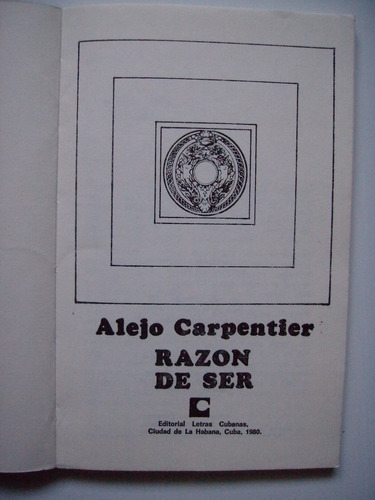 Alejo Carpentier
RAZON
DE SER
Editorial Letras Cubanas,
Ciudad de La Habana, Cuba, 1980.